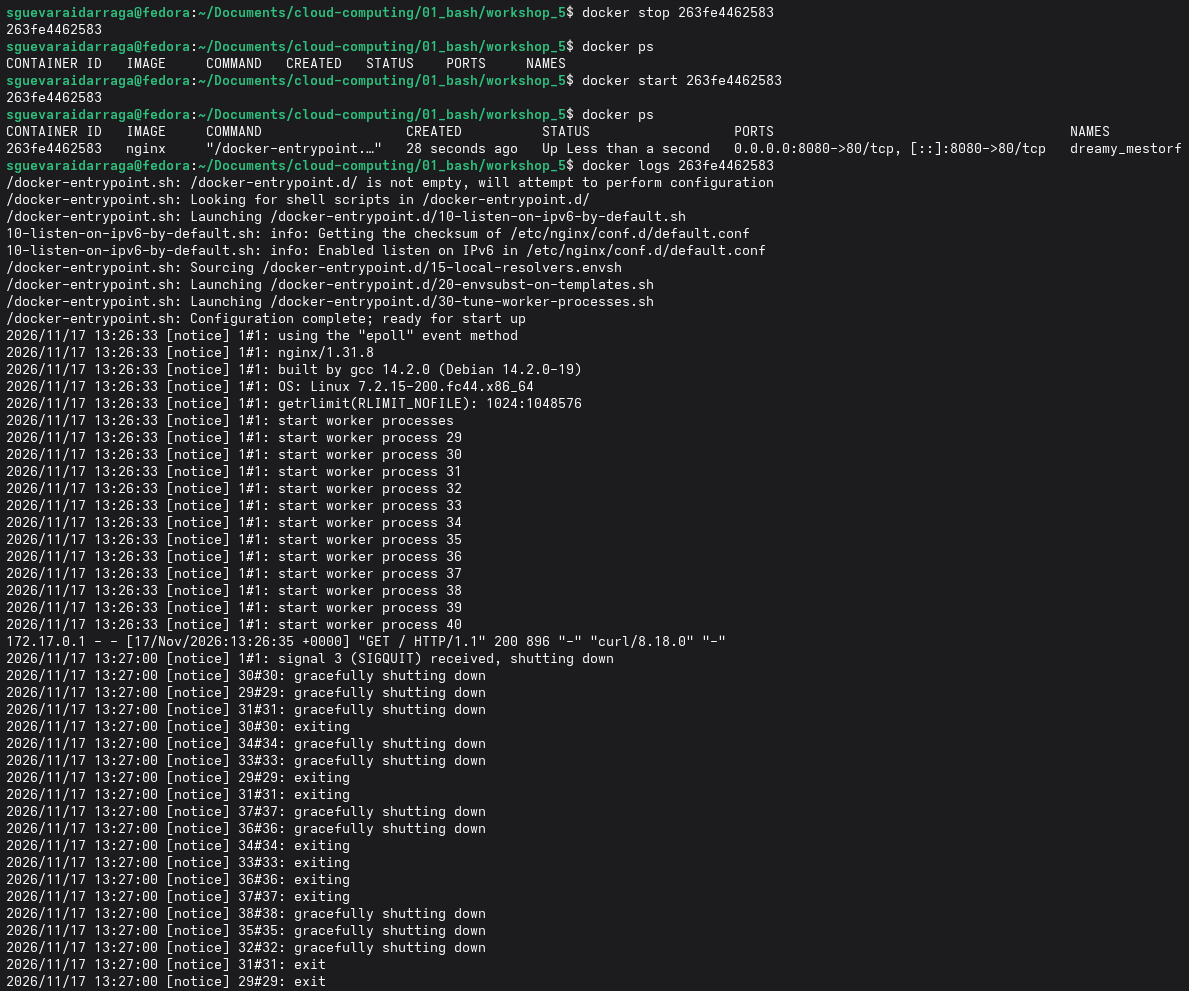 sguevaraidarraga@fedora:~/Documents/cloud-computing/01_bash/workshop_5$ docker stop 263fe4462583
263fe4462583
sguevaraidarraga@fedora:~/Documents/cloud-computing/01_bash/workshop_5$ docker ps
CONTAINER ID   IMAGE     COMMAND   CREATED   STATUS    PORTS     NAMES
sguevaraidarraga@fedora:~/Documents/cloud-computing/01_bash/workshop_5$ docker start 263fe4462583
263fe4462583
sguevaraidarraga@fedora:~/Documents/cloud-computing/01_bash/workshop_5$ docker ps
CONTAINER ID   IMAGE     COMMAND                  CREATED          STATUS                  PORTS                                     NAMES
263fe4462583   nginx     "/docker-entrypoint.…"   28 seconds ago   Up Less than a second   0.0.0.0:8080->80/tcp, [::]:8080->80/tcp   dreamy_mestorf
sguevaraidarraga@fedora:~/Documents/cloud-computing/01_bash/workshop_5$ docker logs 263fe4462583
/docker-entrypoint.sh: /docker-entrypoint.d/ is not empty, will attempt to perform configuration
/docker-entrypoint.sh: Looking for shell scripts in /docker-entrypoint.d/
/docker-entrypoint.sh: Launching /docker-entrypoint.d/10-listen-on-ipv6-by-default.sh
10-listen-on-ipv6-by-default.sh: info: Getting the checksum of /etc/nginx/conf.d/default.conf
10-listen-on-ipv6-by-default.sh: info: Enabled listen on IPv6 in /etc/nginx/conf.d/default.conf
/docker-entrypoint.sh: Sourcing /docker-entrypoint.d/15-local-resolvers.envsh
/docker-entrypoint.sh: Launching /docker-entrypoint.d/20-envsubst-on-templates.sh
/docker-entrypoint.sh: Launching /docker-entrypoint.d/30-tune-worker-processes.sh
/docker-entrypoint.sh: Configuration complete; ready for start up
2026/11/17 13:26:33 [notice] 1#1: using the "epoll" event method
2026/11/17 13:26:33 [notice] 1#1: nginx/1.31.8
2026/11/17 13:26:33 [notice] 1#1: built by gcc 14.2.0 (Debian 14.2.0-19)
2026/11/17 13:26:33 [notice] 1#1: OS: Linux 7.2.15-200.fc44.x86_64
2026/11/17 13:26:33 [notice] 1#1: getrlimit(RLIMIT_NOFILE): 1024:1048576
2026/11/17 13:26:33 [notice] 1#1: start worker processes
2026/11/17 13:26:33 [notice] 1#1: start worker process 29
2026/11/17 13:26:33 [notice] 1#1: start worker process 30
2026/11/17 13:26:33 [notice] 1#1: start worker process 31
2026/11/17 13:26:33 [notice] 1#1: start worker process 32
2026/11/17 13:26:33 [notice] 1#1: start worker process 33
2026/11/17 13:26:33 [notice] 1#1: start worker process 34
2026/11/17 13:26:33 [notice] 1#1: start worker process 35
2026/11/17 13:26:33 [notice] 1#1: start worker process 36
2026/11/17 13:26:33 [notice] 1#1: start worker process 37
2026/11/17 13:26:33 [notice] 1#1: start worker process 38
2026/11/17 13:26:33 [notice] 1#1: start worker process 39
2026/11/17 13:26:33 [notice] 1#1: start worker process 40
172.17.0.1 - - [17/Nov/2026:13:26:35 +0000] "GET / HTTP/1.1" 200 896 "-" "curl/8.18.0" "-"
2026/11/17 13:27:00 [notice] 1#1: signal 3 (SIGQUIT) received, shutting down
2026/11/17 13:27:00 [notice] 30#30: gracefully shutting down
2026/11/17 13:27:00 [notice] 29#29: gracefully shutting down
2026/11/17 13:27:00 [notice] 31#31: gracefully shutting down
2026/11/17 13:27:00 [notice] 30#30: exiting
2026/11/17 13:27:00 [notice] 34#34: gracefully shutting down
2026/11/17 13:27:00 [notice] 33#33: gracefully shutting down
2026/11/17 13:27:00 [notice] 29#29: exiting
2026/11/17 13:27:00 [notice] 31#31: exiting
2026/11/17 13:27:00 [notice] 37#37: gracefully shutting down
2026/11/17 13:27:00 [notice] 36#36: gracefully shutting down
2026/11/17 13:27:00 [notice] 34#34: exiting
2026/11/17 13:27:00 [notice] 33#33: exiting
2026/11/17 13:27:00 [notice] 36#36: exiting
2026/11/17 13:27:00 [notice] 37#37: exiting
2026/11/17 13:27:00 [notice] 38#38: gracefully shutting down
2026/11/17 13:27:00 [notice] 35#35: gracefully shutting down
2026/11/17 13:27:00 [notice] 32#32: gracefully shutting down
2026/11/17 13:27:00 [notice] 31#31: exit
2026/11/17 13:27:00 [notice] 29#29: exit